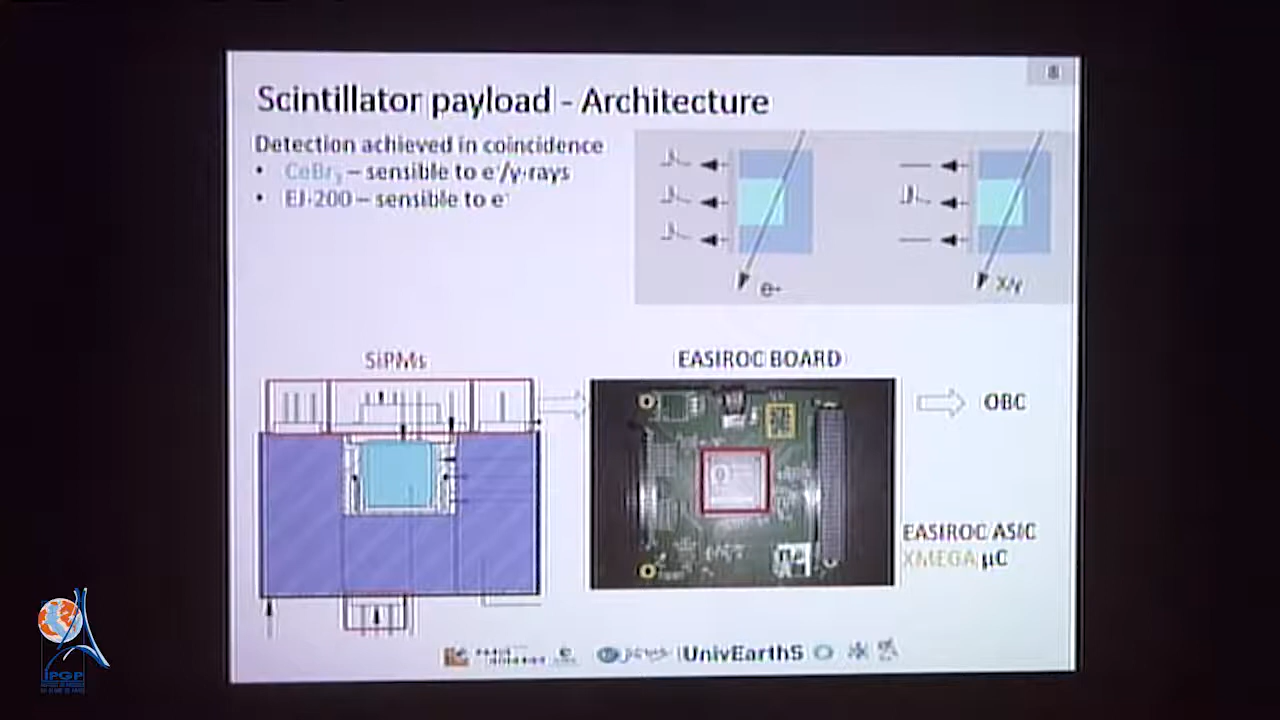 8
Scintillator payload - Architecture
Detection achieved in coincidence
• CeBr₃ – sensible to e⁻/γ-rays
• EJ-200 – sensible to e⁻
e-
X/γ
SiPMs
EASIROC BOARD
OBC
EASIROC ASIC
XMEGA μC
UnivEarthS
IPGP